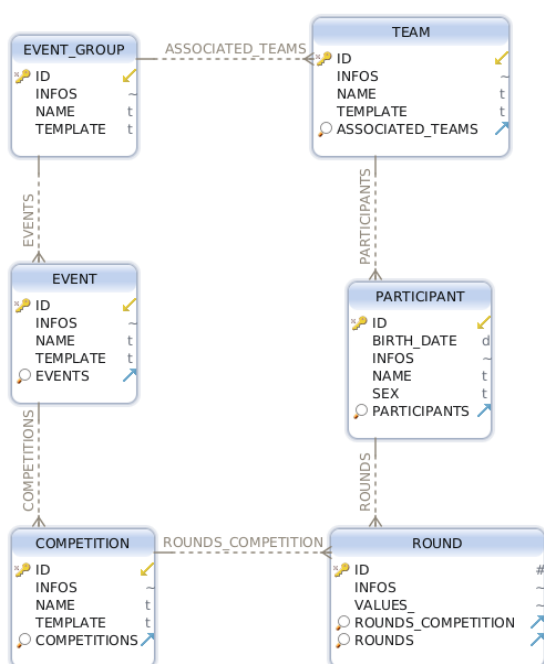 EVENT_GROUP
ID
INFOS ~
NAME t
TEMPLATE t
ASSOCIATED_TEAMS
TEAM
ID
INFOS ~
NAME t
TEMPLATE t
ASSOCIATED_TEAMS
EVENTS
PARTICIPANTS
EVENT
ID
INFOS ~
NAME t
TEMPLATE t
EVENTS
PARTICIPANT
ID
BIRTH_DATE d
INFOS ~
NAME t
SEX t
PARTICIPANTS
COMPETITIONS
ROUNDS
COMPETITION
ID
INFOS ~
NAME t
TEMPLATE t
COMPETITIONS
ROUNDS_COMPETITION
ROUND
ID #
INFOS ~
VALUES_ ~
ROUNDS_COMPETITION
ROUNDS